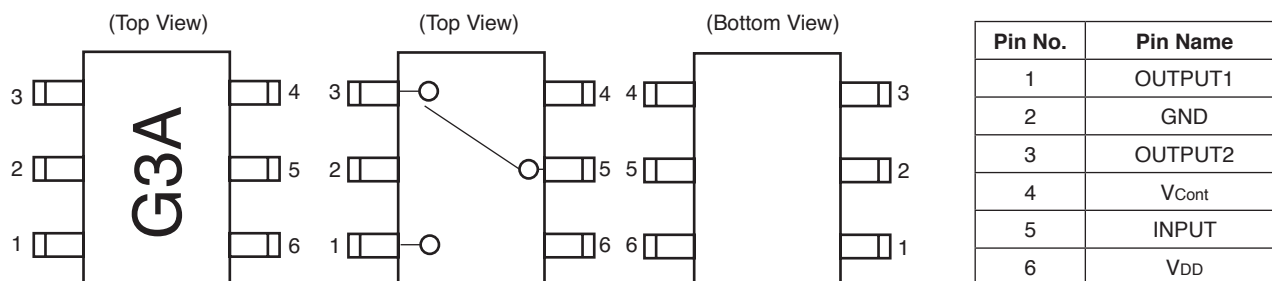 (Top View)
3
2
1
G3A
4
5
6
(Top View)
3
2
1
4
5
6
(Bottom View)
4
5
6
3
2
1
Pin No. Pin Name
1 OUTPUT1
2 GND
3 OUTPUT2
4 VCont
5 INPUT
6 VDD